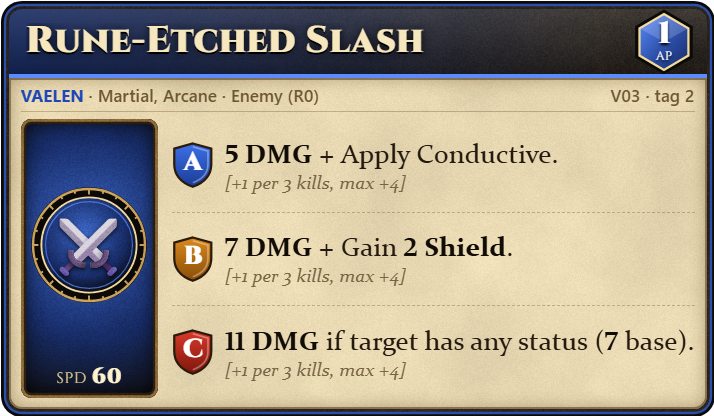 Rune-Etched Slash
1
AP
VAELEN · Martial, Arcane · Enemy (R0)
V03 · tag 2
A
5 DMG + Apply Conductive.
[+1 per 3 kills, max +4]
B
7 DMG + Gain 2 Shield.
[+1 per 3 kills, max +4]
C
11 DMG if target has any status (7 base).
[+1 per 3 kills, max +4]
SPD 60